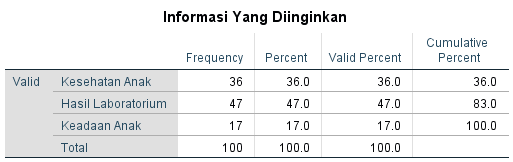 Informasi Yang Diinginkan
Frequency Percent Valid Percent Cumulative Percent
Valid Kesehatan Anak 36 36.0 36.0 36.0
Hasil Laboratorium 47 47.0 47.0 83.0
Keadaan Anak 17 17.0 17.0 100.0
Total 100 100.0 100.0